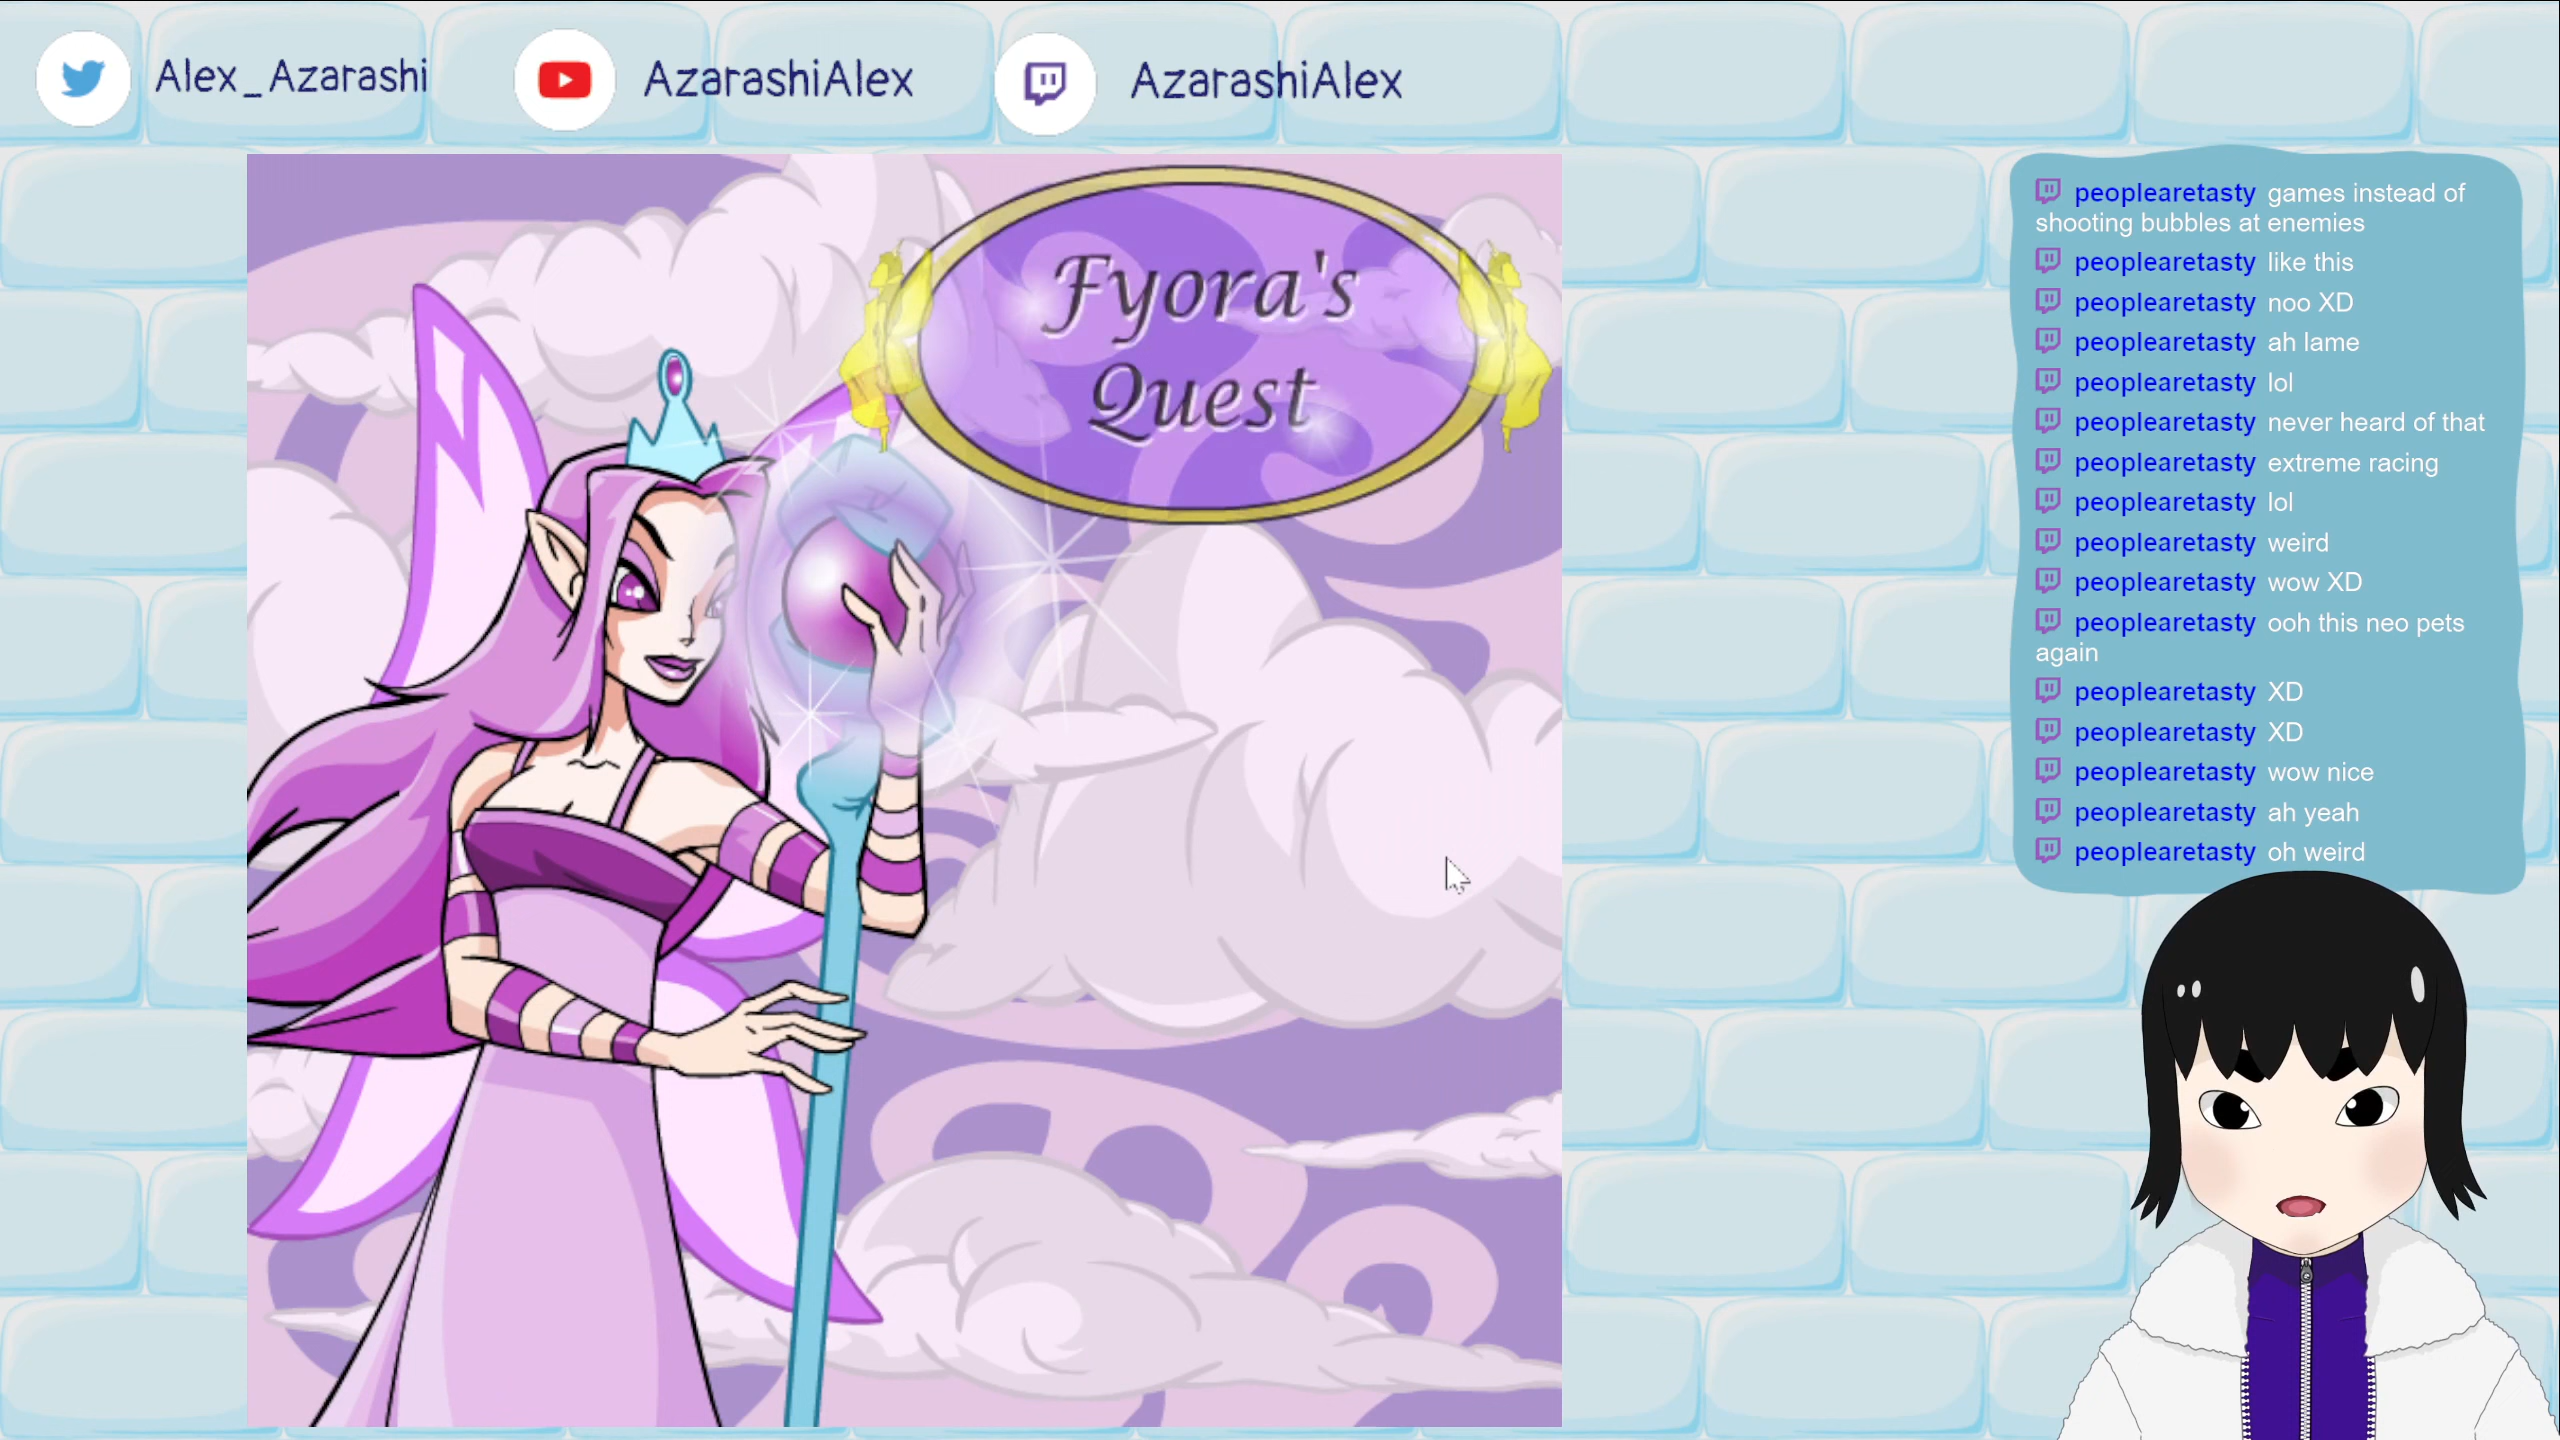 Alex_Azarashi
AzarashiAlex
AzarashiAlex
Fyora's
Quest
peoplearetasty games instead of
shooting bubbles at enemies
peoplearetasty like this
peoplearetasty noo XD
peoplearetasty ah lame
peoplearetasty lol
peoplearetasty never heard of that
peoplearetasty extreme racing
peoplearetasty lol
peoplearetasty weird
peoplearetasty wow XD
peoplearetasty ooh this neo pets
again
peoplearetasty XD
peoplearetasty XD
peoplearetasty wow nice
peoplearetasty ah yeah
peoplearetasty oh weird